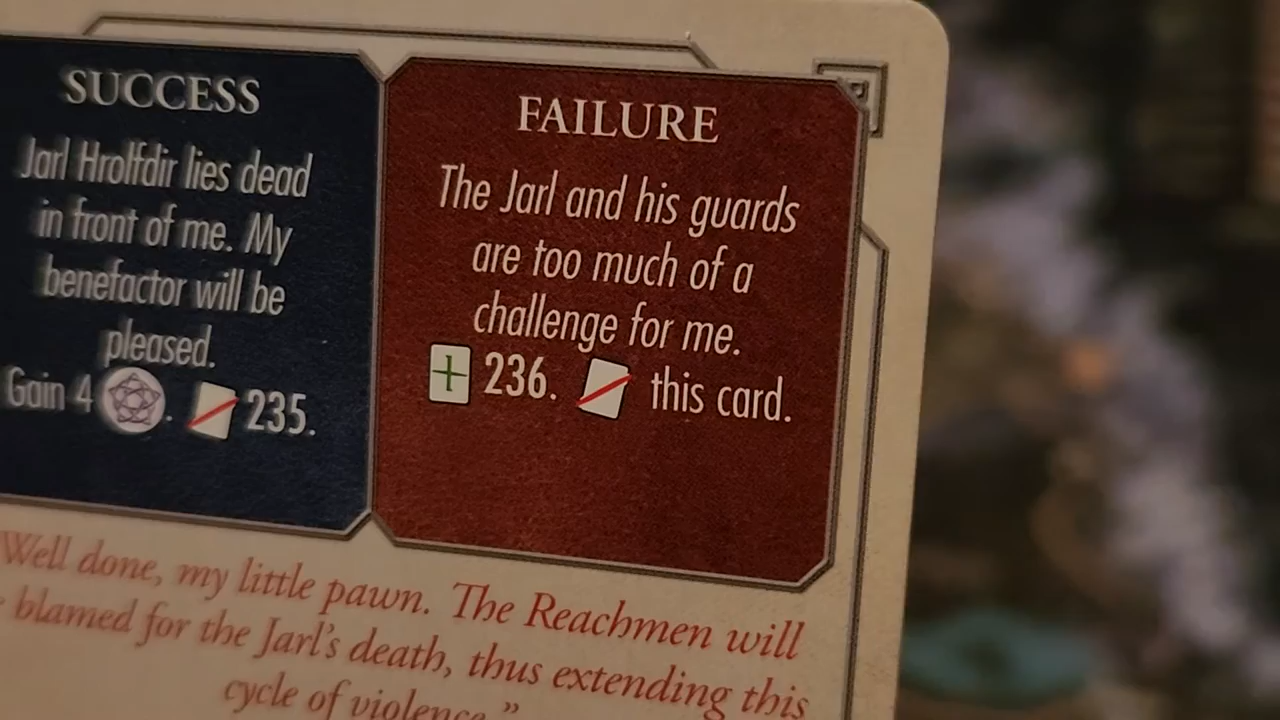 SUCCESS
Jarl Hrolfdir lies dead
in front of me. My
benefactor will be
pleased.
Gain 4 . 235.
FAILURE
The Jarl and his guards
are too much of a
challenge for me.
+ 236. this card.
Well done, my little pawn. The Reachmen will
blamed for the Jarl's death, thus extending this
cycle of violence."